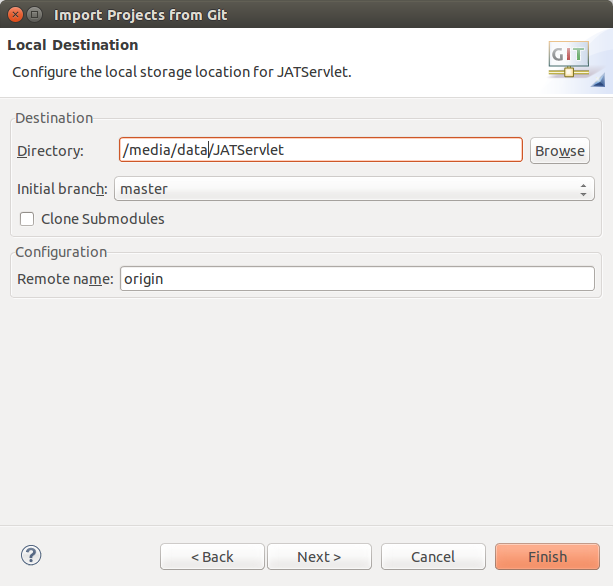 Import Projects from Git
Local Destination
Configure the local storage location for JATServlet.
GIT
Destination
Directory: /media/data/JATServlet Browse
Initial branch: master
Clone Submodules
Configuration
Remote name: origin
? < Back Next > Cancel Finish